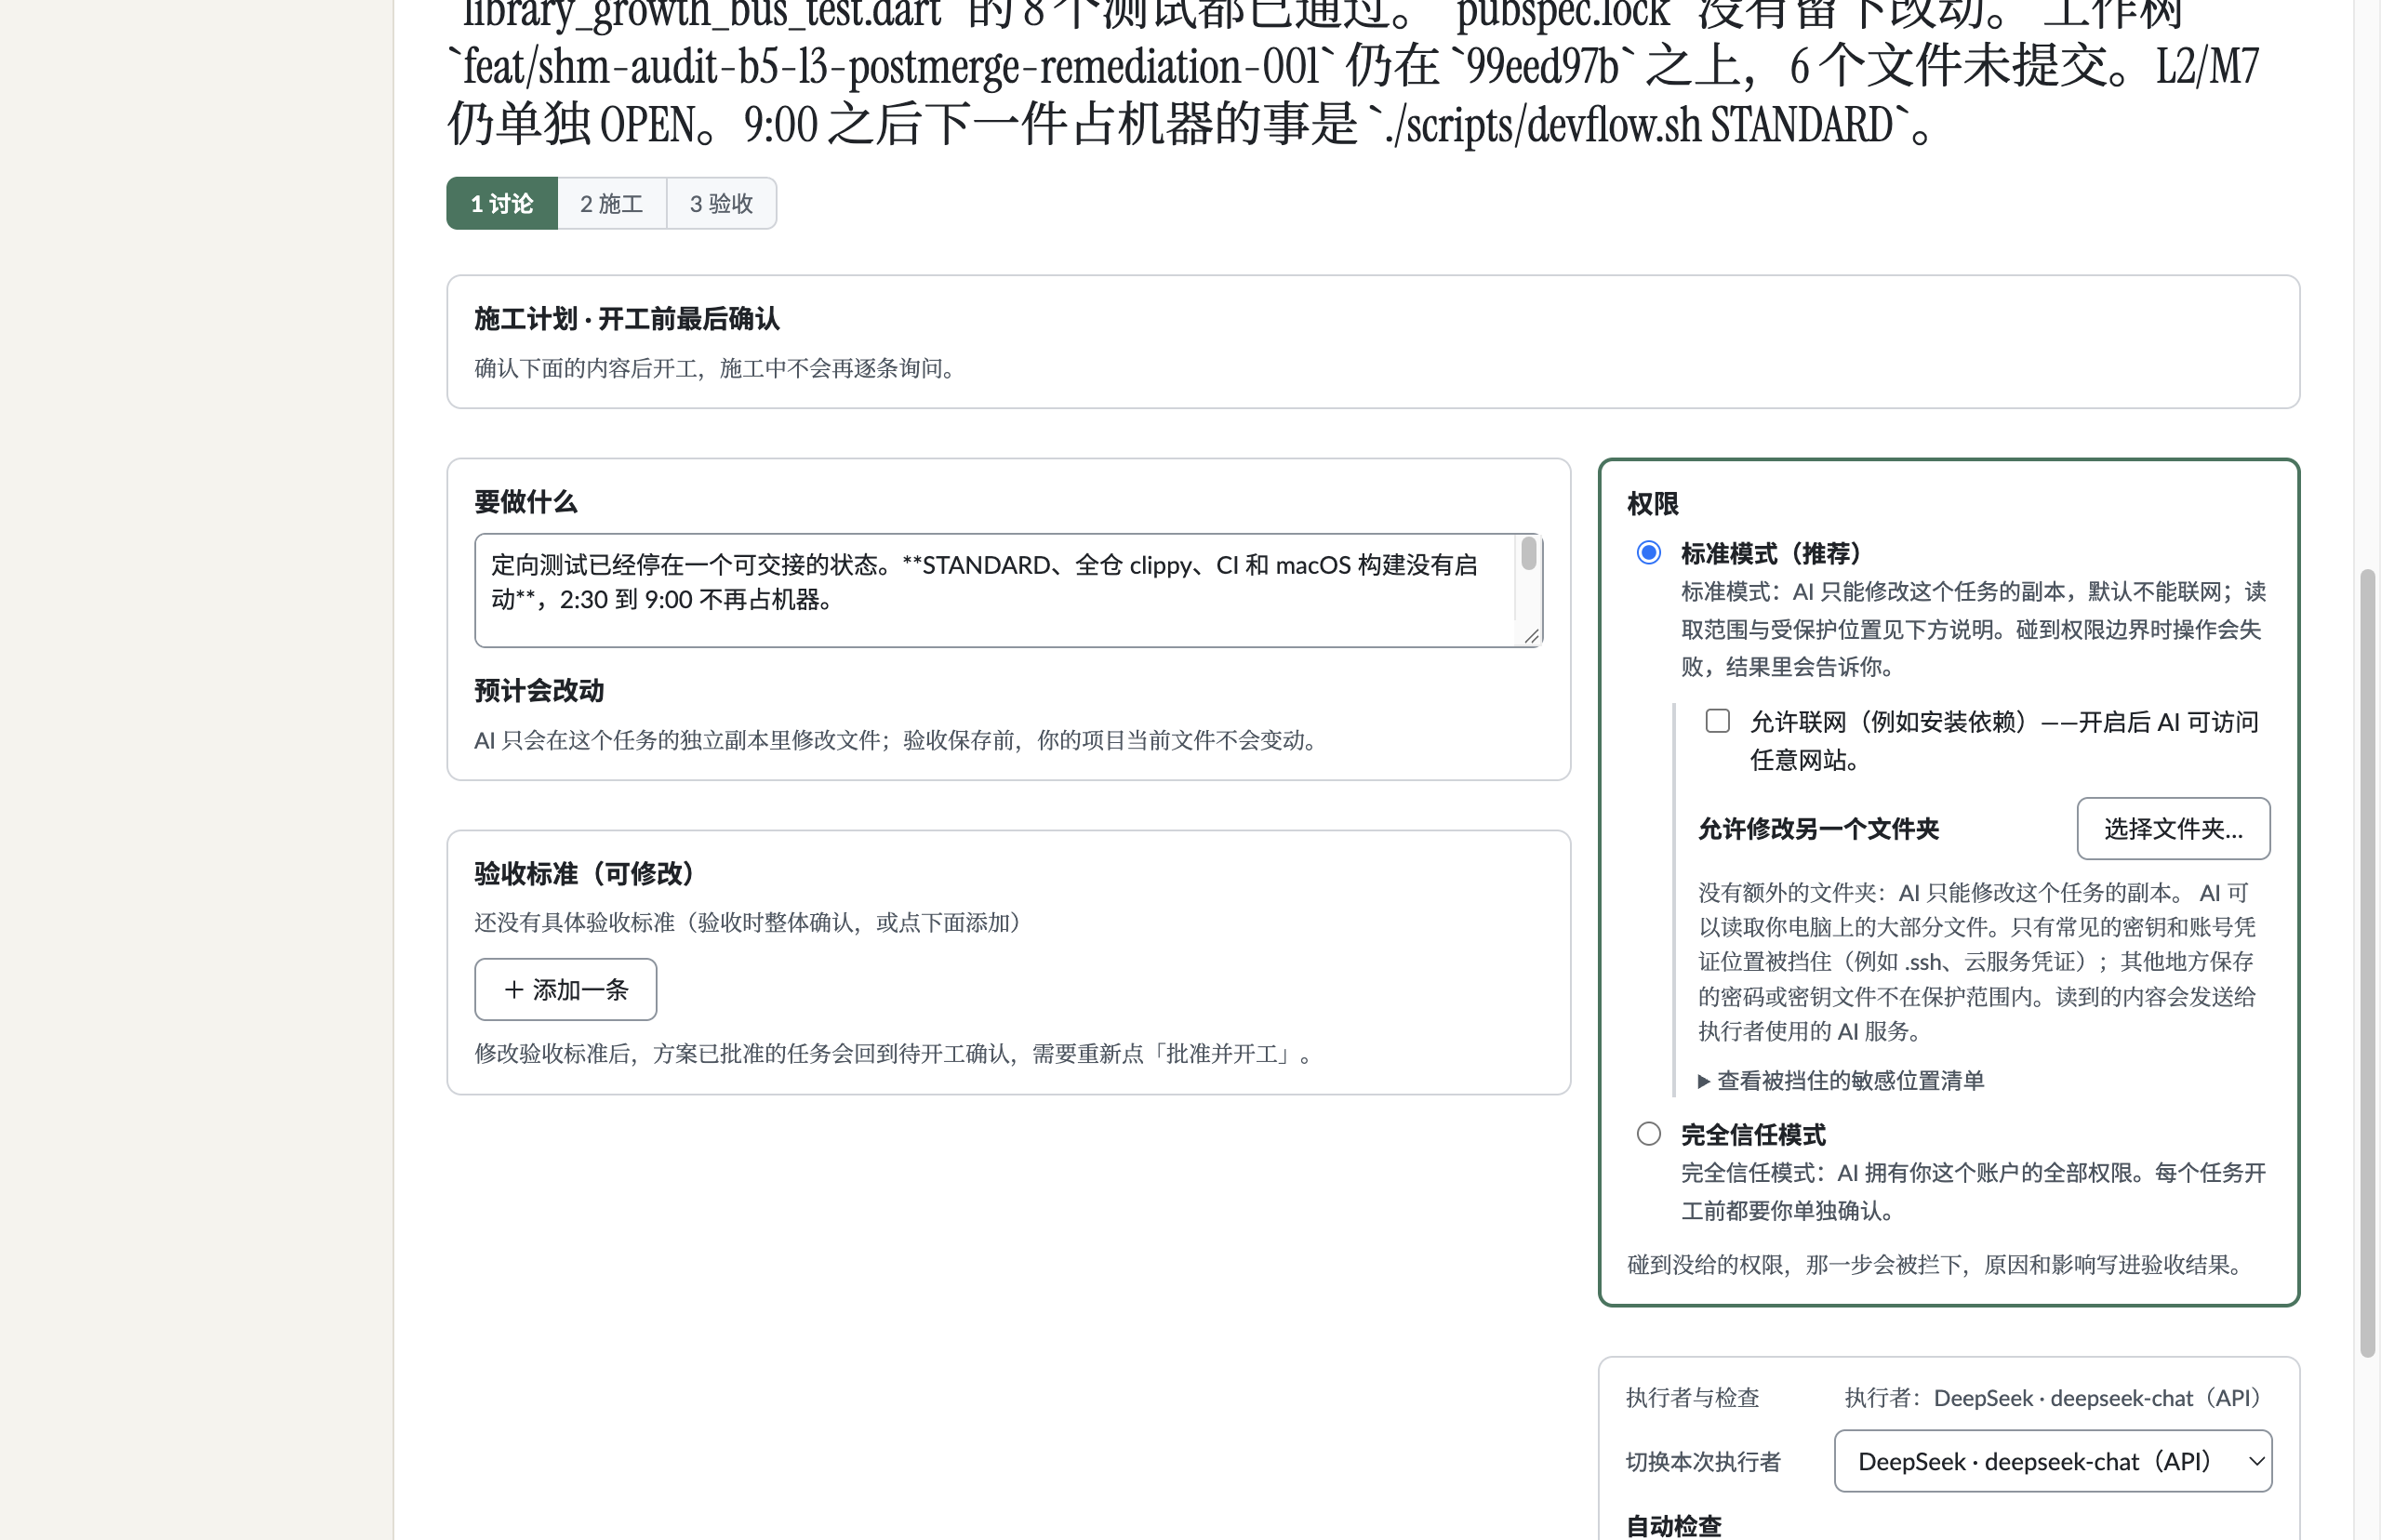 `library_growth_bus_test.dart` 的 8 个测试都已通过。 `pubspec.lock` 没有留下改动。 工作树
`feat/shm-audit-b5-l3-postmerge-remediation-001` 仍在 `99eed97b` 之上， 6 个文件未提交。L2/M7
仍单独 OPEN。9:00 之后下一件占机器的事是 `./scripts/devflow.sh STANDARD`。
1 讨论
2 施工
3 验收
施工计划 · 开工前最后确认
确认下面的内容后开工，施工中不会再逐条询问。
要做什么
定向测试已经停在一个可交接的状态。**STANDARD、全仓 clippy、CI 和 macOS 构建没有启
动**，2:30 到 9:00 不再占机器。
预计会改动
AI 只会在这个任务的独立副本里修改文件；验收保存前，你的项目当前文件不会变动。
验收标准（可修改）
还没有具体验收标准（验收时整体确认，或点下面添加）
＋ 添加一条
修改验收标准后，方案已批准的任务会回到待开工确认，需要重新点「批准并开工」。
权限
标准模式（推荐）
标准模式：AI 只能修改这个任务的副本，默认不能联网；读
取范围与受保护位置见下方说明。碰到权限边界时操作会失
败，结果里会告诉你。
允许联网（例如安装依赖）——开启后 AI 可访问
任意网站。
允许修改另一个文件夹
选择文件夹...
没有额外的文件夹：AI 只能修改这个任务的副本。 AI 可
以读取你电脑上的大部分文件。只有常见的密钥和账号凭
证位置被挡住（例如 .ssh、云服务凭证）；其他地方保存
的密码或密钥文件不在保护范围内。读到的内容会发送给
执行者使用的 AI 服务。
▶ 查看被挡住的敏感位置清单
完全信任模式
完全信任模式：AI 拥有你这个账户的全部权限。每个任务开
工前都要你单独确认。
碰到没给的权限，那一步会被拦下，原因和影响写进验收结果。
执行者与检查
执行者：DeepSeek · deepseek-chat（API）
切换本次执行者
DeepSeek · deepseek-chat（API）
自动检查